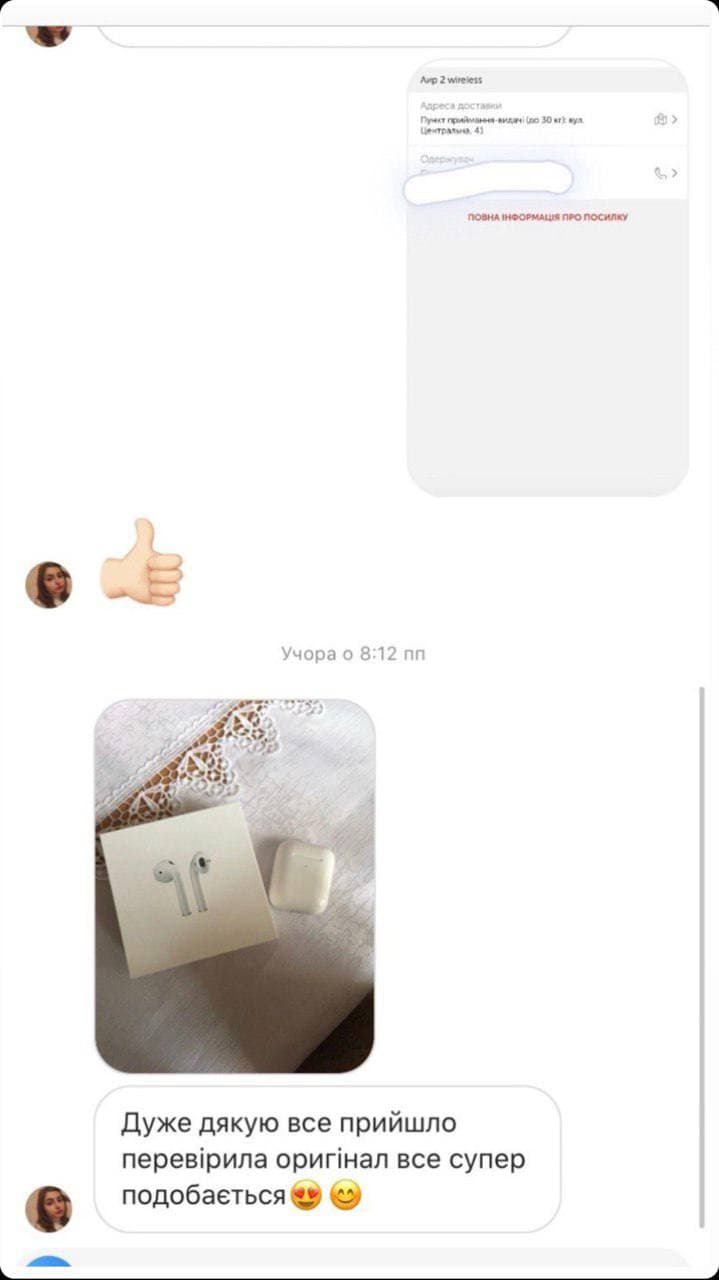 Аир 2 wireless
Адреса доставки
Пункт приймання-видачі (до 30 кг): вул.
Центральна, 41
Одержувач
ПОВНА ІНФОРМАЦІЯ ПРО ПОСИЛКУ
Учора о 8:12 пп
Дуже дякую все прийшло
перевірила оригінал все супер
подобається😍😊